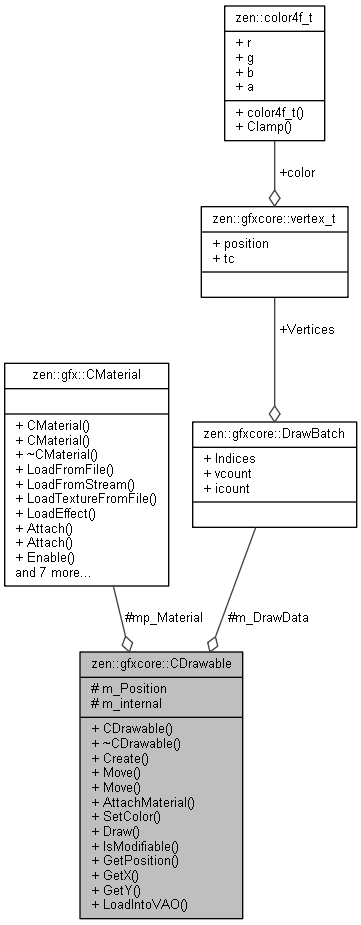 zen::color4f_t
+ r
+ g
+ b
+ a
+ color4f_t()
+ Clamp()
+color
zen::gfxcore::vertex_t
+ position
+ tc
+Vertices
zen::gfx::CMaterial
+ CMaterial()
+ CMaterial()
+ ~CMaterial()
+ LoadFromFile()
+ LoadFromStream()
+ LoadTextureFromFile()
+ LoadEffect()
+ Attach()
+ Attach()
+ Enable()
and 7 more...
zen::gfxcore::DrawBatch
+ Indices
+ vcount
+ icount
#mp_Material
#m_DrawData
zen::gfxcore::CDrawable
# m_Position
# m_internal
+ CDrawable()
+ ~CDrawable()
+ Create()
+ Move()
+ Move()
+ AttachMaterial()
+ SetColor()
+ Draw()
+ IsModifiable()
+ GetPosition()
+ GetX()
+ GetY()
+ LoadIntoVAO()